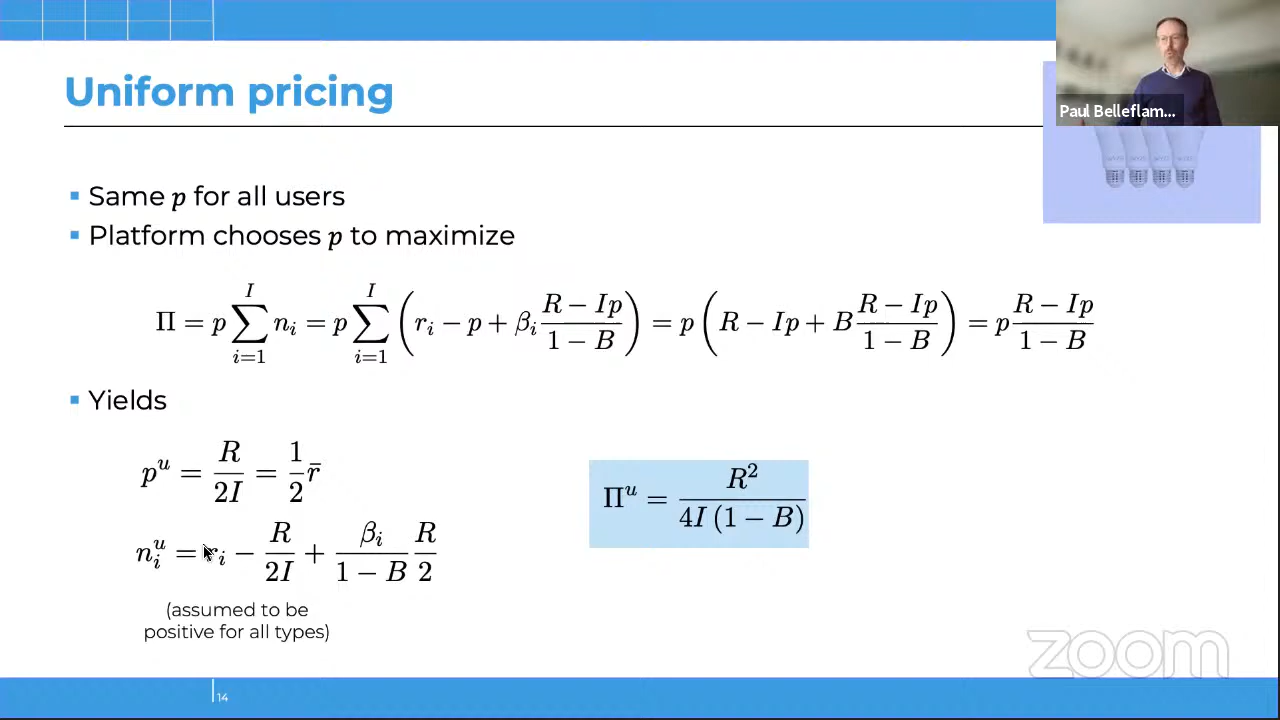 Uniform pricing
Paul Belleflam...
▪ Same p for all users
▪ Platform chooses p to maximize
Π = p ∑_{i=1}^{I} n_i = p ∑_{i=1}^{I} ( r_i − p + β_i (R − Ip)/(1 − B) ) = p ( R − Ip + B (R − Ip)/(1 − B) ) = p (R − Ip)/(1 − B)
▪ Yields
p^u = R/(2I) = 1/2 r̄
Π^u = R²/(4I (1 − B))
n_i^u = r_i − R/(2I) + β_i/(1 − B) R/2
(assumed to be
positive for all types)
zoom
14